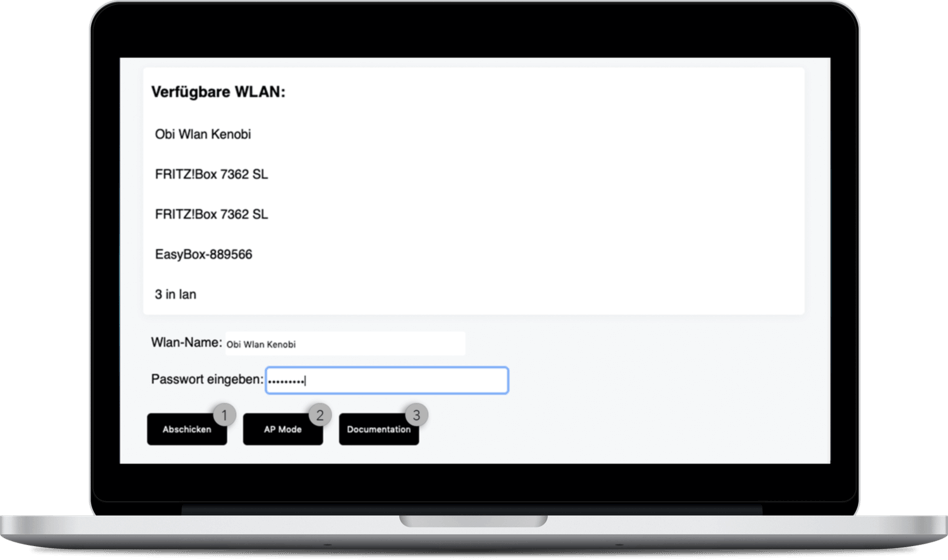 Verfügbare WLAN:
Obi Wlan Kenobi
FRITZ!Box 7362 SL
FRITZ!Box 7362 SL
EasyBox-889566
3 in lan
Wlan-Name: Obi Wlan Kenobi
Passwort eingeben: •••••••••
1 2 3
Abschicken AP Mode Documentation